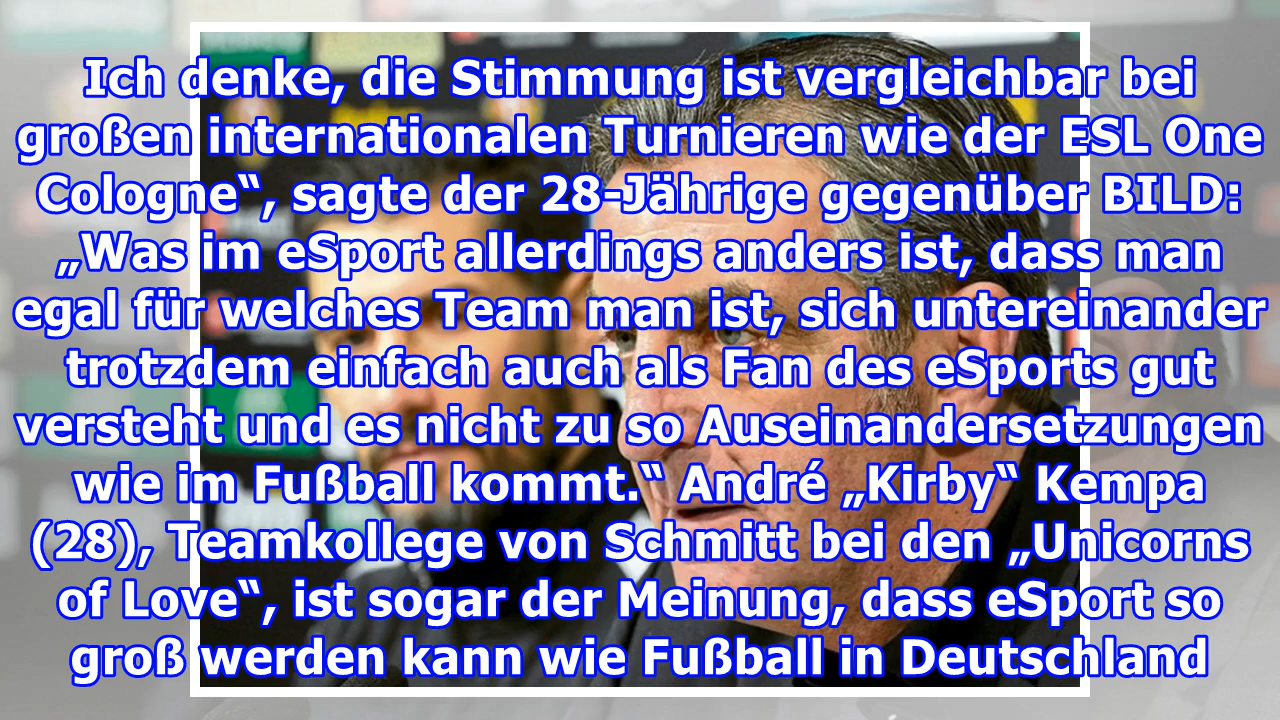 Ich denke, die Stimmung ist vergleichbar bei
großen internationalen Turnieren wie der ESL One
Cologne“, sagte der 28-Jährige gegenüber BILD:
„Was im eSport allerdings anders ist, dass man
egal für welches Team man ist, sich untereinander
trotzdem einfach auch als Fan des eSports gut
versteht und es nicht zu so Auseinandersetzungen
wie im Fußball kommt.“ André „Kirby“ Kempa
(28), Teamkollege von Schmitt bei den „Unicorns
of Love“, ist sogar der Meinung, dass eSport so
groß werden kann wie Fußball in Deutschland